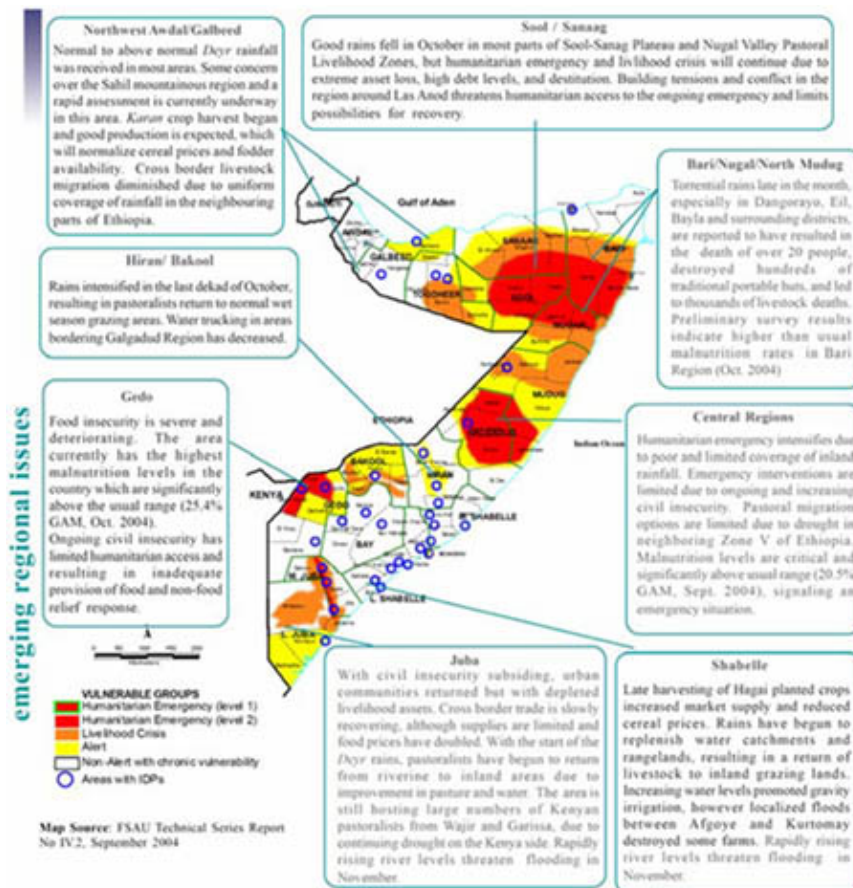 Northwest Awdal/Galbeed
Normal to above normal Deyr rainfall
was received in most areas. Some concern
over the Sahil mountainous region and a
rapid assessment is currently underway
in this area. Karan crop harvest began
and good production is expected, which
will normalize cereal prices and fodder
availability. Cross border livestock
migration diminished due to uniform
coverage of rainfall in the neighbouring
parts of Ethiopia.
Sool / Sanaag
Good rains fell in October in most parts of Sool-Sanag Plateau and Nugal Valley Pastoral
Livelihood Zones, but humanitarian emergency and livlihood crisis will continue due to
extreme asset loss, high debt levels, and destitution. Building tensions and conflict in the
region around Las Anod threatens humanitarian access to the ongoing emergency and limits
possibilities for recovery.
Bari/Nugal/North Mudug
Torrential rains late in the month,
especially in Dangorayo, Eil,
Bayla and surrounding districts,
are reported to have resulted in
the death of over 20 people,
destroyed hundreds of
traditional portable huts, and led
to thousands of livestock deaths.
Preliminary survey results
indicate higher than usual
malnutrition rates in Bari
Region (Oct. 2004)
Hiran/ Bakool
Rains intensified in the last dekad of October,
resulting in pastoralists return to normal wet
season grazing areas. Water trucking in areas
bordering Galgadud Region has decreased.
Gedo
Food insecurity is severe and
deteriorating. The area
currently has the highest
malnutrition levels in the
country which are significantly
above the usual range (25.4%
GAM, Oct. 2004).
Ongoing civil insecurity has
limited humanitarian access and
resulting in inadequate
provision of food and non-food
relief response.
Central Regions
Humanitarian emergency intensifies due
to poor and limited coverage of inland
rainfall. Emergency interventions are
limited due to ongoing and increasing
civil insecurity. Pastoral migration
options are limited due to drought in
neighboring Zone V of Ethiopia.
Malnutrition levels are critical and
significantly above usual range (20.5%
GAM, Sept. 2004), signaling an
emergency situation.
Gulf of Aden
GALBEED
TOGDHEER
SANAAG
BARI
SOOL
NUGAL
MUDUG
ETHIOPIA
Indian Ocean
BAKOOL
HIRAN
KENYA
GEDO
BAY
M. SHABELLE
L. SHABELLE
M. JUBA
L. JUBA
emerging regional issues
VULNERABLE GROUPS
Humanitarian Emergency (level 1)
Humanitarian Emergency (level 2)
Livelihood Crisis
Alert
Non-Alert with chronic vulnerability
Areas with IDPs
Map Source: FSAU Technical Series Report
No IV.2, September 2004
Juba
With civil insecurity subsiding, urban
communities returned but with depleted
livelihood assets. Cross border trade is slowly
recovering, although supplies are limited and
food prices have doubled. With the start of the
Deyr rains, pastoralists have begun to return
from riverine to inland areas due to
improvement in pasture and water. The area is
still hosting large numbers of Kenyan
pastoralists from Wajir and Garissa, due to
continuing drought on the Kenya side. Rapidly
rising river levels threaten flooding in
November.
Shabelle
Late harvesting of Hagai planted crops
increased market supply and reduced
cereal prices. Rains have begun to
replenish water catchments and
rangelands, resulting in a return of
livestock to inland grazing lands.
Increasing water levels promoted gravity
irrigation, however localized floods
between Afgoye and Kurtomay
destroyed some farms. Rapidly rising
river levels threaten flooding in
November.